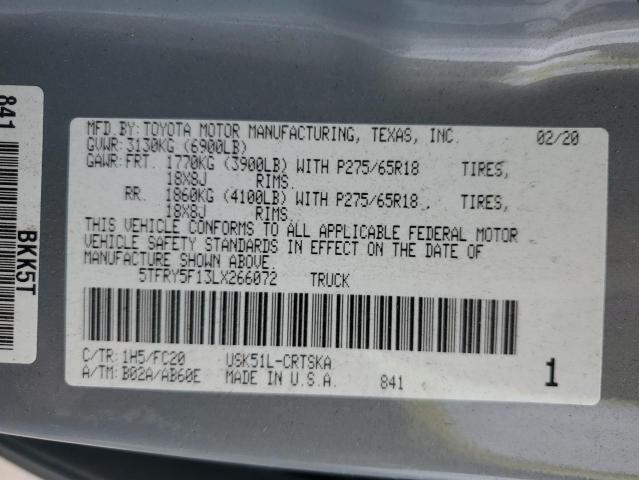 MFD.BY:TOYOTA MOTOR MANUFACTURING, TEXAS, INC. 02/20
GVWR:3130KG (6900LB)
GAWR:FRT. 1770KG (3900LB) WITH P275/65R18 TIRES,
18X8J RIMS.
RR. 1860KG (4100LB) WITH P275/65R18 , TIRES,
18X8J RIMS.
THIS VEHICLE CONFORMS TO ALL APPLICABLE FEDERAL MOTOR
VEHICLE SAFETY STANDARDS IN EFFECT ON THE DATE OF
MANUFACTURE SHOWN ABOVE.
5TFRY5F13LX266072 TRUCK
C/TR:1H5/FC20 USK51L-CRTSKA
A/TM:B02A/AB60E MADE IN U.S.A. 841 1
841
BKK5T